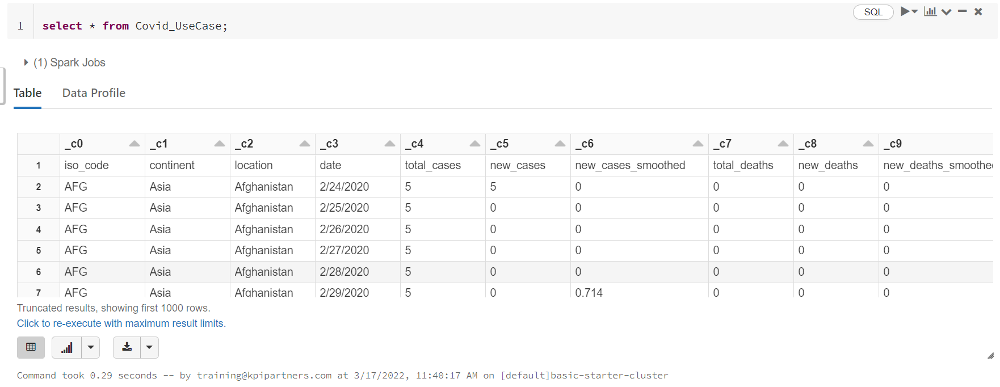 SQL
1 select * from Covid_UseCase;
(1) Spark Jobs
Table Data Profile
_c0 _c1 _c2 _c3 _c4 _c5 _c6 _c7 _c8 _c9
1 iso_code continent location date total_cases new_cases new_cases_smoothed total_deaths new_deaths new_deaths_smoothe
2 AFG Asia Afghanistan 2/24/2020 5 5 0 0 0 0
3 AFG Asia Afghanistan 2/25/2020 5 0 0 0 0 0
4 AFG Asia Afghanistan 2/26/2020 5 0 0 0 0 0
5 AFG Asia Afghanistan 2/27/2020 5 0 0 0 0 0
6 AFG Asia Afghanistan 2/28/2020 5 0 0 0 0 0
7 AFG Asia Afghanistan 2/29/2020 5 0 0.714 0 0 0
Truncated results, showing first 1000 rows.
Click to re-execute with maximum result limits.
Command took 0.29 seconds -- by training@kpipartners.com at 3/17/2022, 11:40:17 AM on [default]basic-starter-cluster